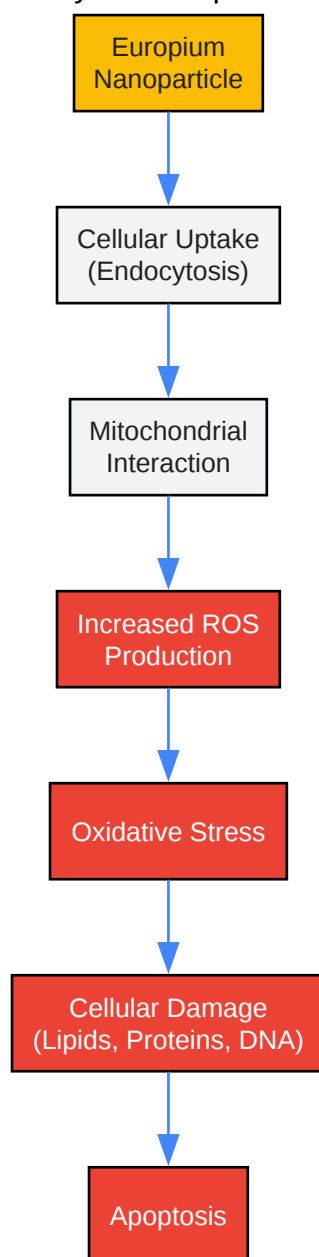 Europium
Nanoparticle
Cellular Uptake
(Endocytosis)
Mitochondrial
Interaction
Increased ROS
Production
Oxidative Stress
Cellular Damage
(Lipids, Proteins, DNA)
Apoptosis